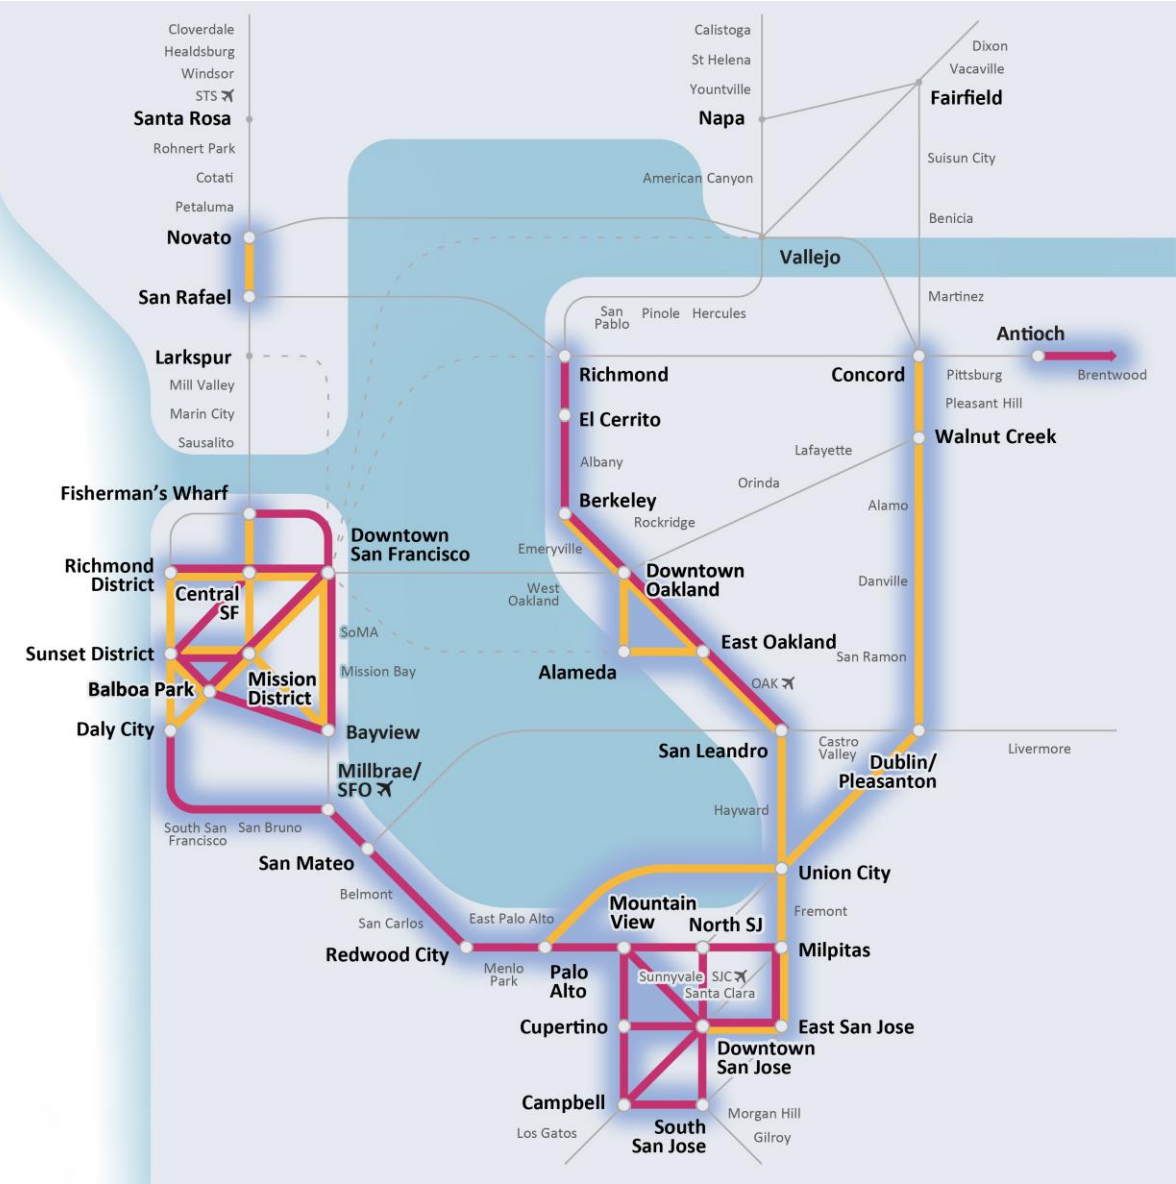 Cloverdale
Healdsburg
Windsor
STS
Santa Rosa
Rohnert Park
Cotati
Petaluma
Novato
San Rafael
Larkspur
Mill Valley
Marin City
Sausalito
Calistoga
St Helena
Yountville
Napa
American Canyon
Dixon
Vacaville
Fairfield
Suisun City
Benicia
Vallejo
Martinez
San
Pablo
Pinole
Hercules
Antioch
Richmond
Concord
Pittsburg
Brentwood
Pleasant Hill
El Cerrito
Walnut Creek
Lafayette
Albany
Orinda
Berkeley
Alamo
Rockridge
Fisherman's Wharf
Downtown
San Francisco
Emeryville
Richmond
District
Central
SF
West
Oakland
Downtown
Oakland
Danville
SoMA
Sunset District
East Oakland
San Ramon
Mission Bay
Alameda
OAK
Balboa Park
Mission
District
Daly City
Bayview
San Leandro
Castro
Valley
Livermore
Dublin/
Pleasanton
Millbrae/
SFO
Hayward
South San
Francisco
San Bruno
San Mateo
Union City
Belmont
San Carlos
East Palo Alto
Mountain
View
North SJ
Fremont
Redwood City
Menlo
Park
Palo
Alto
Milpitas
Sunnyvale
SJC
Santa Clara
Cupertino
East San Jose
Downtown
San Jose
Campbell
South
San Jose
Morgan Hill
Los Gatos
Gilroy